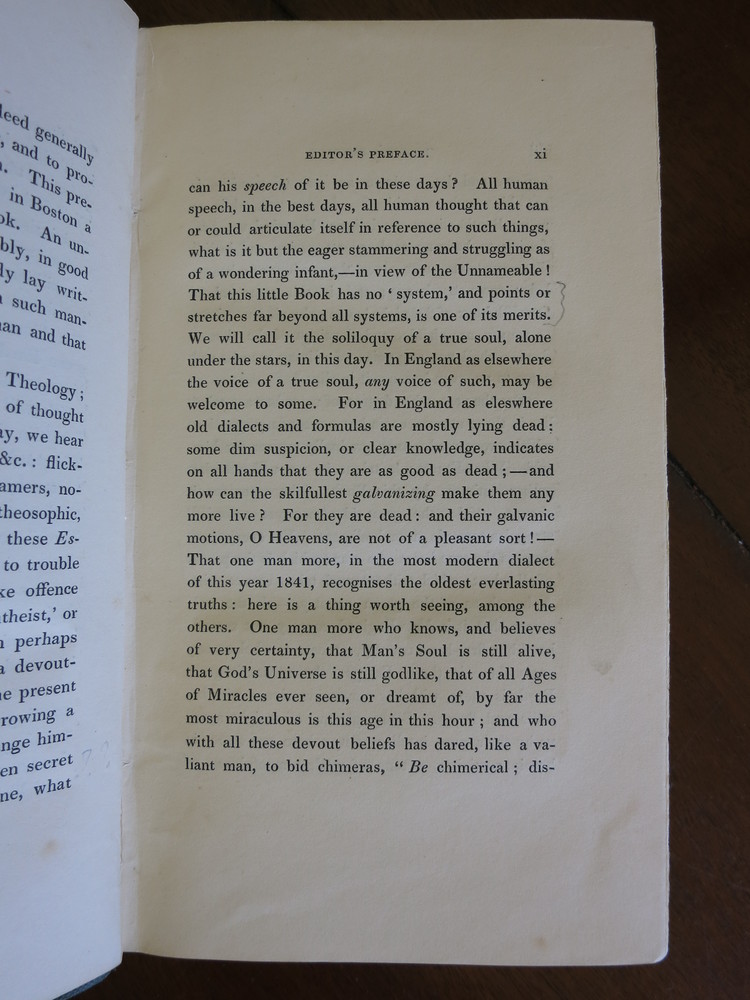 leed generally
, and to pro-
. This pre-
in Boston a
ok. An un-
bly, in good
ly lay writ-
such man-
an and that
Theology;
of thought
ay, we hear
&c.: flick-
amers, no-
theosophic,
these Es-
to trouble
ke offence
theist,' or
perhaps
a devout-
e present
rowing a
nge him-
en secret
ne, what
EDITOR'S PREFACE. xi
can his speech of it be in these days? All human
speech, in the best days, all human thought that can
or could articulate itself in reference to such things,
what is it but the eager stammering and struggling as
of a wondering infant,—in view of the Unnameable!
That this little Book has no 'system,' and points or
stretches far beyond all systems, is one of its merits.
We will call it the soliloquy of a true soul, alone
under the stars, in this day. In England as elsewhere
the voice of a true soul, any voice of such, may be
welcome to some. For in England as eleswhere
old dialects and formulas are mostly lying dead:
some dim suspicion, or clear knowledge, indicates
on all hands that they are as good as dead;—and
how can the skilfullest galvanizing make them any
more live? For they are dead: and their galvanic
motions, O Heavens, are not of a pleasant sort!—
That one man more, in the most modern dialect
of this year 1841, recognises the oldest everlasting
truths: here is a thing worth seeing, among the
others. One man more who knows, and believes
of very certainty, that Man's Soul is still alive,
that God's Universe is still godlike, that of all Ages
of Miracles ever seen, or dreamt of, by far the
most miraculous is this age in this hour; and who
with all these devout beliefs has dared, like a va-
liant man, to bid chimeras, "Be chimerical; dis-